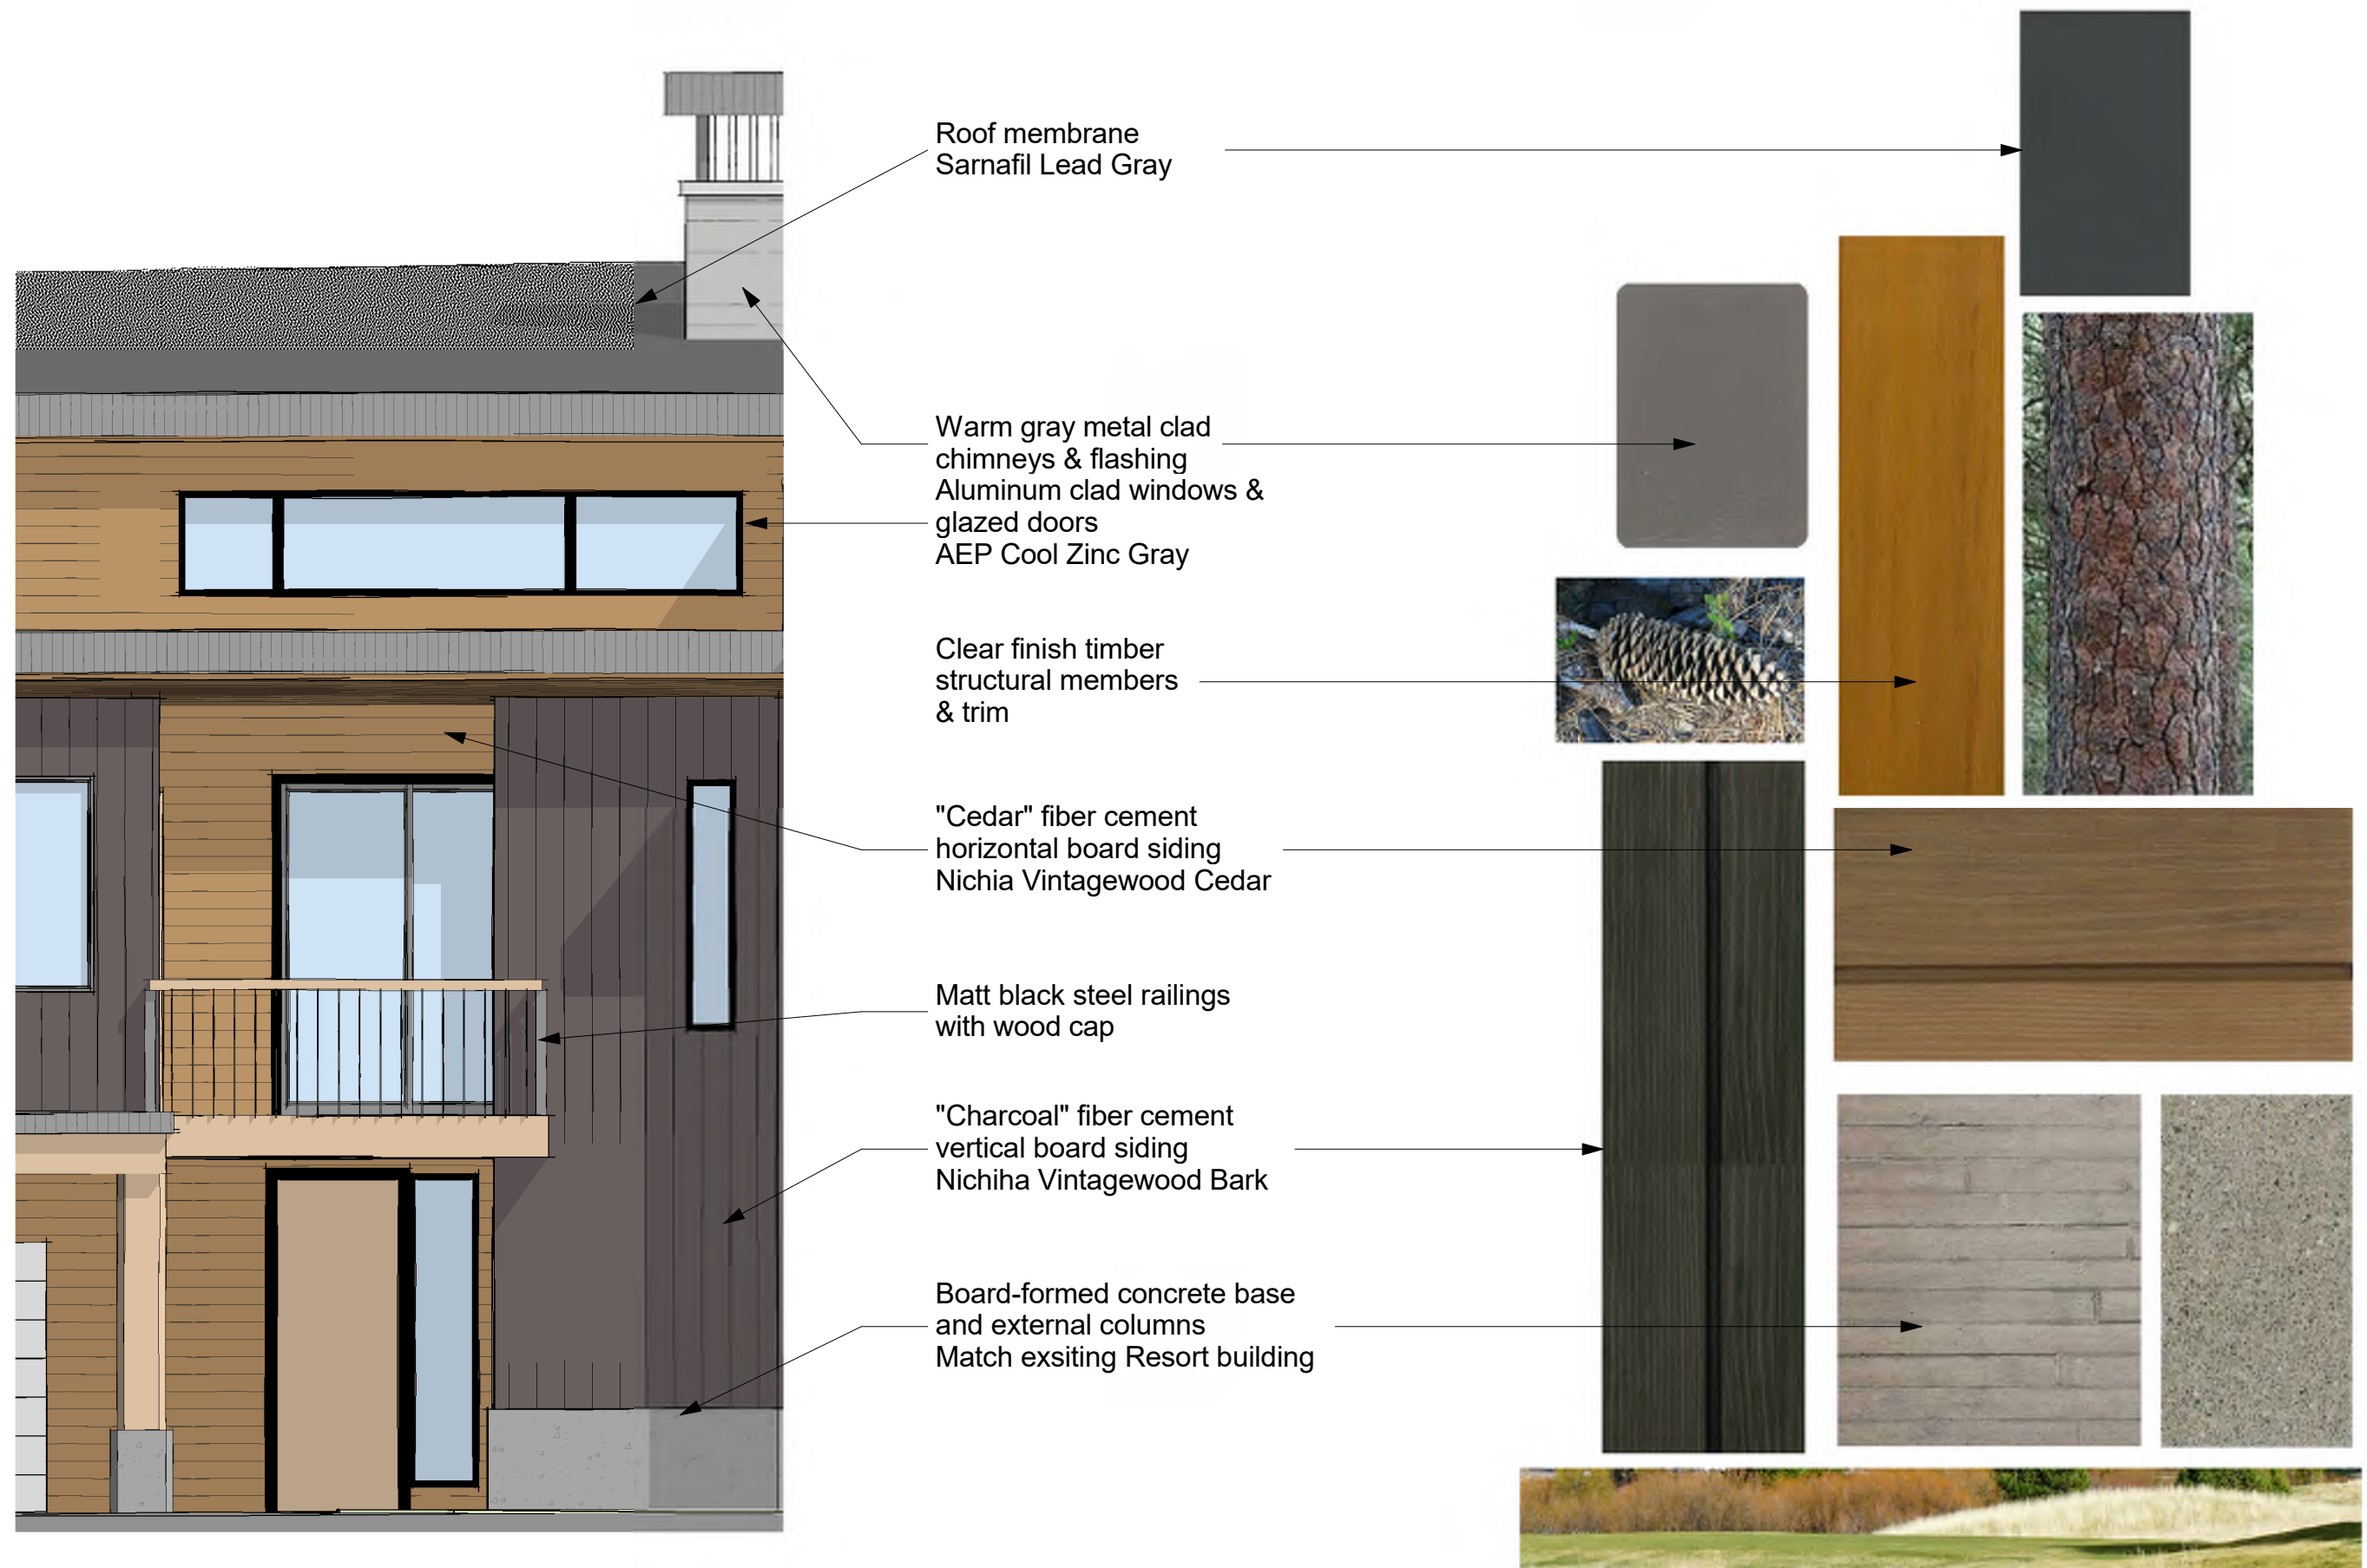 Roof membrane
Sarnafil Lead Gray
Warm gray metal clad
chimneys & flashing
Aluminum clad windows &
glazed doors
AEP Cool Zinc Gray
Clear finish timber
structural members
& trim
"Cedar" fiber cement
horizontal board siding
Nichia Vintagewood Cedar
Matt black steel railings
with wood cap
"Charcoal" fiber cement
vertical board siding
Nichiha Vintagewood Bark
Board-formed concrete base
and external columns
Match exsiting Resort building